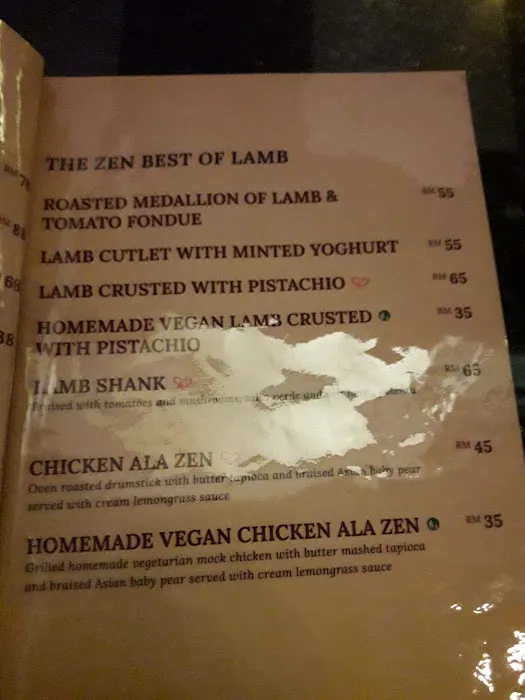 THE ZEN BEST OF LAMB
ROASTED MEDALLION OF LAMB & RM 55
TOMATO FONDUE
LAMB CUTLET WITH MINTED YOGHURT RM 55
LAMB CRUSTED WITH PISTACHIO RM 65
HOMEMADE VEGAN LAMB CRUSTED RM 35
WITH PISTACHIO
LAMB SHANK RM 65
Braised with tomatoes and mushrooms,
CHICKEN ALA ZEN RM 45
Oven roasted drumstick with butter tapioca and braised Asian baby pear
served with cream lemongrass sauce
HOMEMADE VEGAN CHICKEN ALA ZEN RM 35
Grilled homemade vegetarian mock chicken with butter mashed tapioca
and braised Asian baby pear served with cream lemongrass sauce